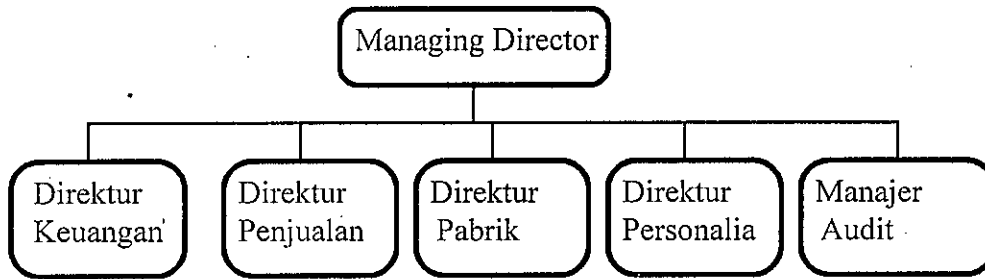 Managing Director
Direktur
Keuangan
Direktur
Penjualan
Direktur
Pabrik
Direktur
Personalia
Manajer
Audit